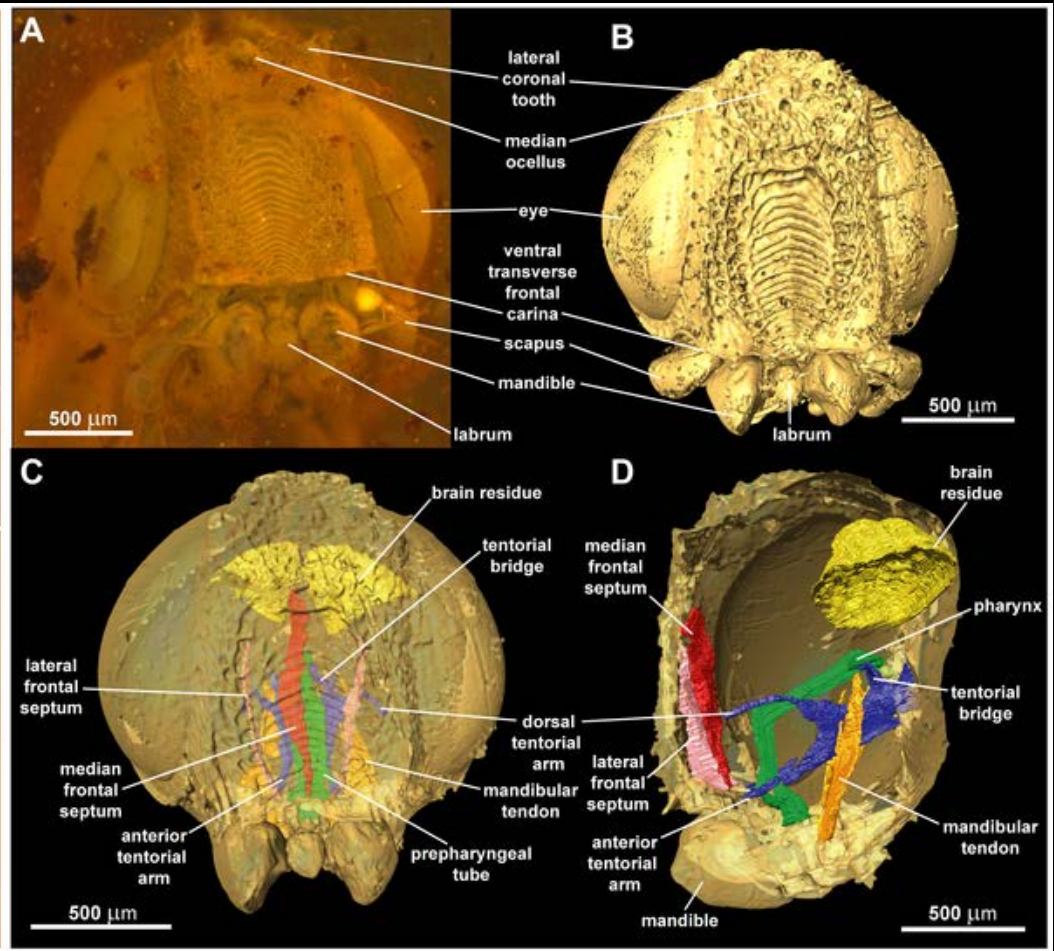 A
B
lateral
coronal
tooth
median
ocellus
eye
ventral
transverse
frontal
carina
scapus
mandible
labrum
labrum
500 μm
500 μm
C
D
brain residue
tentorial
bridge
lateral
frontal
septum
median
frontal
septum
anterior
tentorial
arm
dorsal
tentorial
arm
mandibular
tendon
prepharyngeal
tube
500 μm
brain
residue
median
frontal
septum
pharynx
tentorial
bridge
lateral
frontal
septum
anterior
tentorial
arm
mandibular
tendon
mandible
500 μm